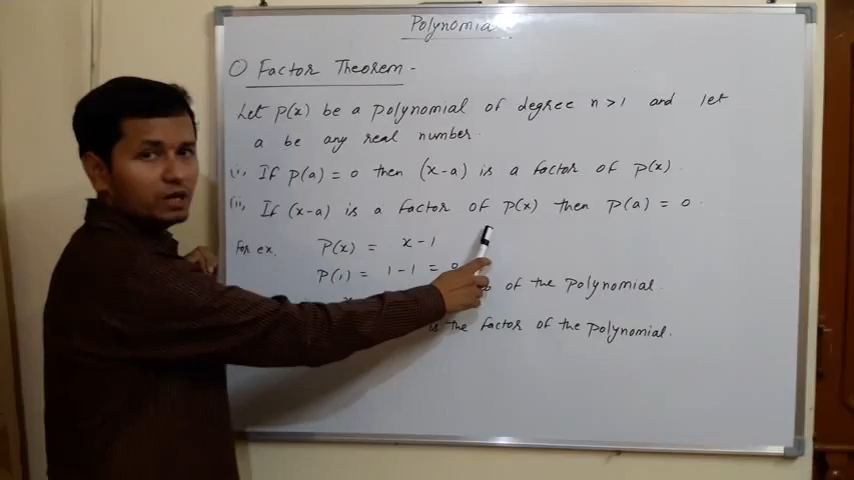 Polynomia
Factor Theorem -
Let P(x) be a polynomial of degree n > 1 and let
a be any real number.
(i), If P(a) = 0 then (x-a) is a factor of P(x).
(ii), If (x-a) is a factor of P(x) then P(a) = 0.
For ex. P(x) = x-1
P(1) = 1-1 = 0
of the polynomial.
is the factor of the polynomial.